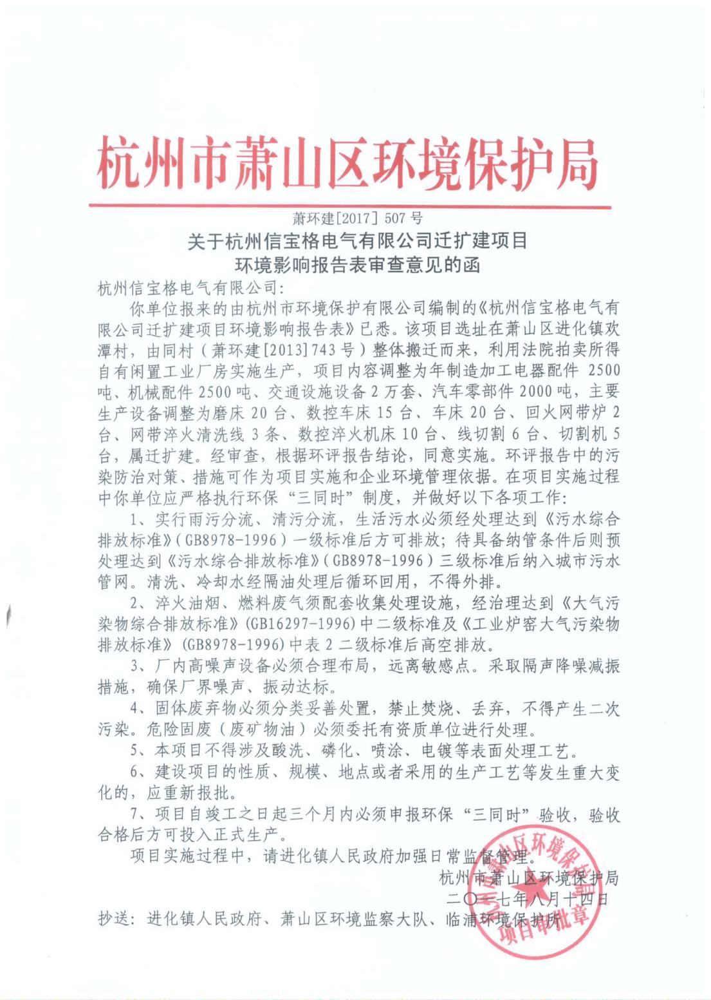 杭州市萧山区环境保护局
萧环建[2017] 507 号
关于杭州信宝格电气有限公司迁扩建项目
环境影响报告表审查意见的函
杭州信宝格电气有限公司:
你单位报来的由杭州市环境保护有限公司编制的《杭州信宝格电气有
限公司迁扩建项目环境影响报告表》已悉。该项目选址在萧山区进化镇欢
潭村，由同村（萧环建[2013]743 号）整体搬迁而来，利用法院拍卖所得
自有闲置工业厂房实施生产，项目内容调整为年制造加工电器配件 2500
吨、机械配件 2500 吨、交通设施设备 2 万套、汽车零部件 2000 吨，主要
生产设备调整为磨床 20 台、数控车床 15 台、车床 20 台、回火网带炉 2
台、网带淬火清洗线 3 条、数控淬火机床 10 台、线切割 6 台、切割机 5
台，属迁扩建。经审查，根据环评报告结论，同意实施。环评报告中的污
染防治对策、措施可作为项目实施和企业环境管理依据。在项目实施过程
中你单位应严格执行环保“三同时”制度，并做好以下各项工作:
1、实行雨污分流、清污分流，生活污水必须经处理达到《污水综合
排放标准》(GB8978-1996）一级标准后方可排放；待具备纳管条件后则预
处理达到《污水综合排放标准》(GB8978-1996）三级标准后纳入城市污水
管网。清洗、冷却水经隔油处理后循环回用，不得外排。
2、淬火油烟、燃料废气须配套收集处理设施，经治理达到《大气污
染物综合排放标准》(GB16297-1996)中二级标准及《工业炉窑大气污染物
排放标准》(GB8978-1996)中表 2 二级标准后高空排放。
3、厂内高噪声设备必须合理布局，远离敏感点。采取隔声降噪减振
措施，确保厂界噪声、振动达标。
4、固体废弃物必须分类妥善处置，禁止焚烧、丢弃，不得产生二次
污染。危险固废（废矿物油）必须委托有资质单位进行处理。
5、本项目不得涉及酸洗、磷化、喷涂、电镀等表面处理工艺。
6、建设项目的性质、规模、地点或者采用的生产工艺等发生重大变
化的，应重新报批。
7、项目自竣工之日起三个月内必须申报环保“三同时”验收，验收
合格后方可投入正式生产。
项目实施过程中，请进化镇人民政府加强日常监督管理。
杭州市萧山区环境保护局
二〇一七年八月十四日
抄送：进化镇人民政府、萧山区环境监察大队、临浦环境保护所
杭州市萧山区环境保护局
项目审批章